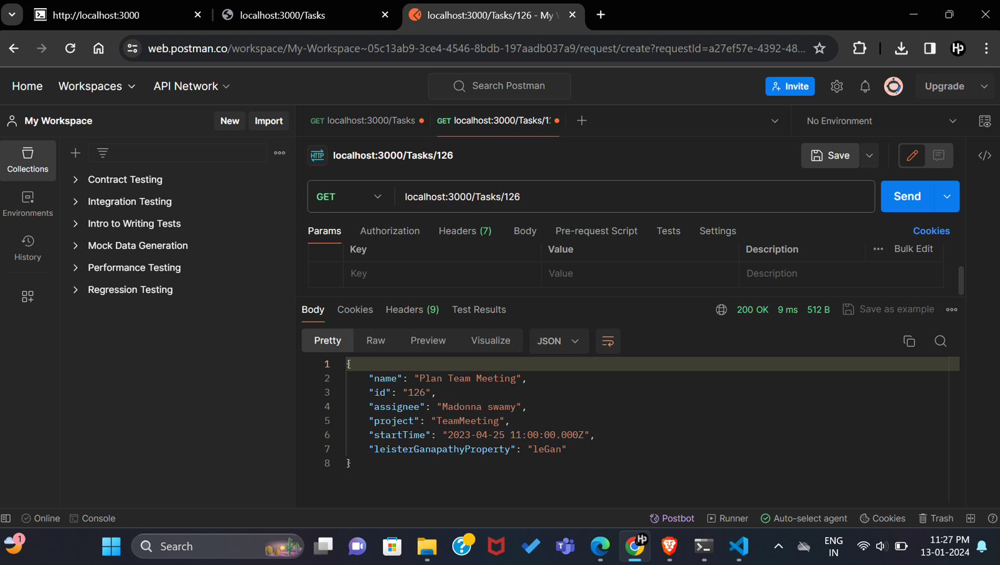 http://localhost:3000
localhost:3000/Tasks
localhost:3000/Tasks/126 - My
web.postman.co/workspace/My-Workspace~05c13ab9-3ce4-4546-8bdb-197aadb037a9/request/create?requestId=a27ef57e-4392-48...
Hp
Home
Workspaces
API Network
Search Postman
Invite
Upgrade
My Workspace
New
Import
GET localhost:3000/Tasks
GET localhost:3000/Tasks/1:
No Environment
Collections
Environments
History
Contract Testing
Integration Testing
Intro to Writing Tests
Mock Data Generation
Performance Testing
Regression Testing
HTTP localhost:3000/Tasks/126
Save
GET
localhost:3000/Tasks/126
Send
Params
Authorization
Headers (7)
Body
Pre-request Script
Tests
Settings
Cookies
Key Value Description ... Bulk Edit
Key Value Description
Body
Cookies
Headers (9)
Test Results
200 OK 9 ms 512 B
Save as example
Pretty
Raw
Preview
Visualize
JSON
1 {
2 "name": "Plan Team Meeting",
3 "id": "126",
4 "assignee": "Madonna swamy",
5 "project": "TeamMeeting",
6 "startTime": "2023-04-25 11:00:00.000Z",
7 "leisterGanapathyProperty": "leGan"
8 }
Online
Console
Postbot
Runner
Auto-select agent
Cookies
Trash
1
Search
Hp
ENG
IN
11:27 PM
13-01-2024